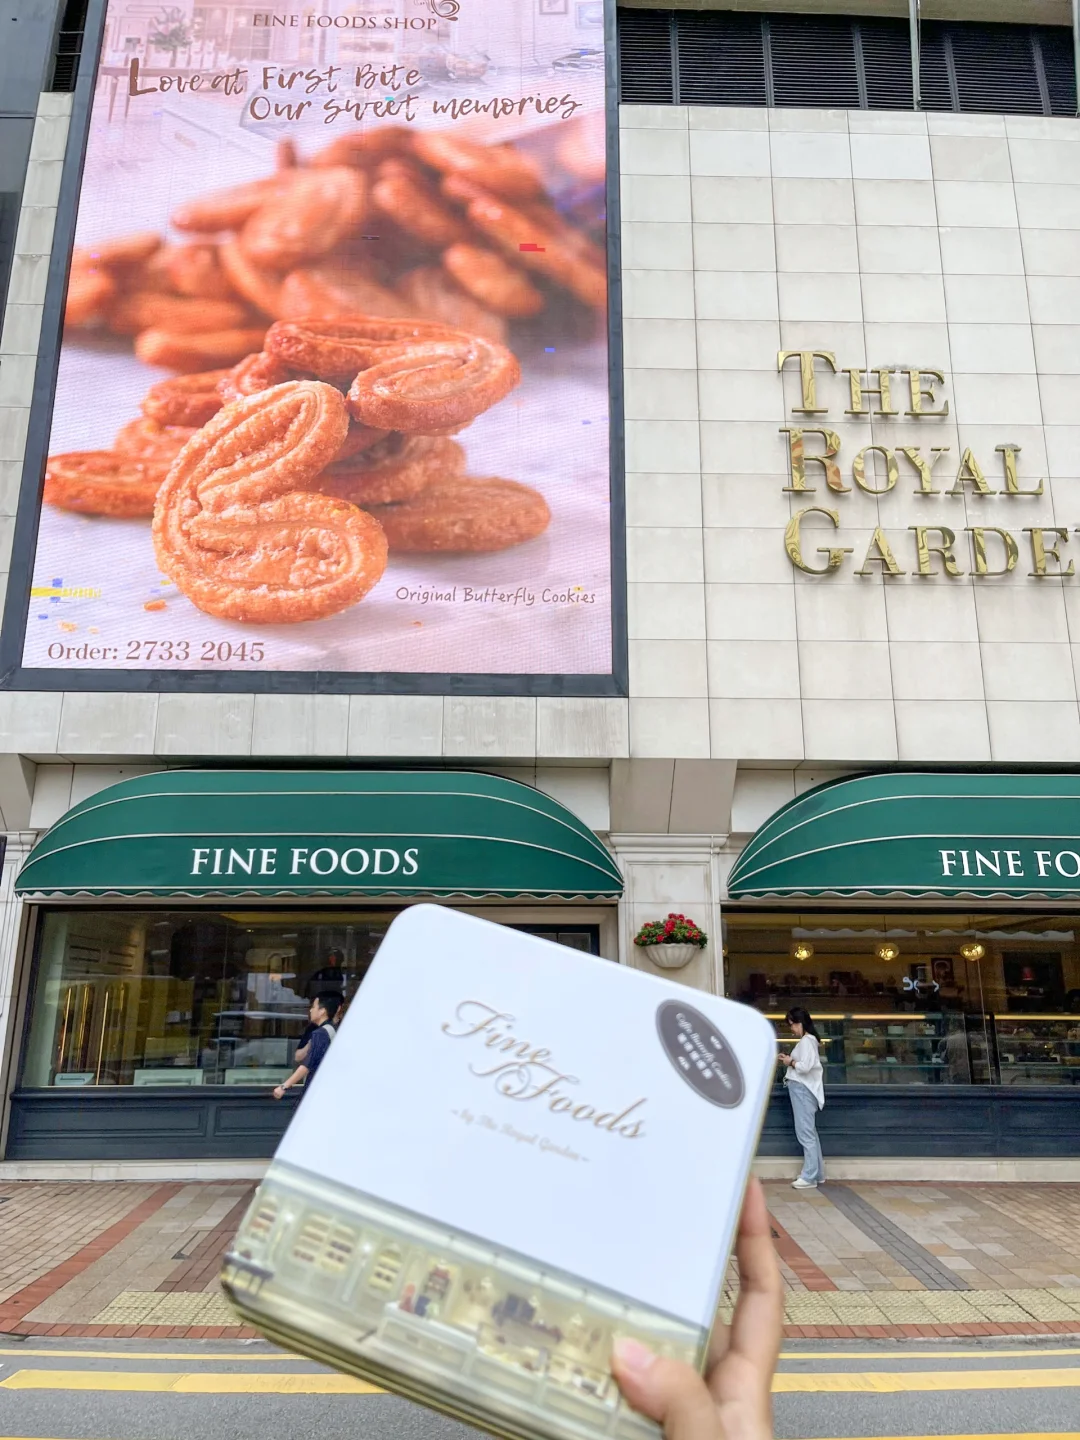 FINE FOODS SHOP
Love at First Bite
Our sweet memories
Original Butterfly Cookies
Order: 2733 2045
THE
ROYAL
GARDE
FINE FOODS
FINE FO
Fine
Foods
by The Royal Garden